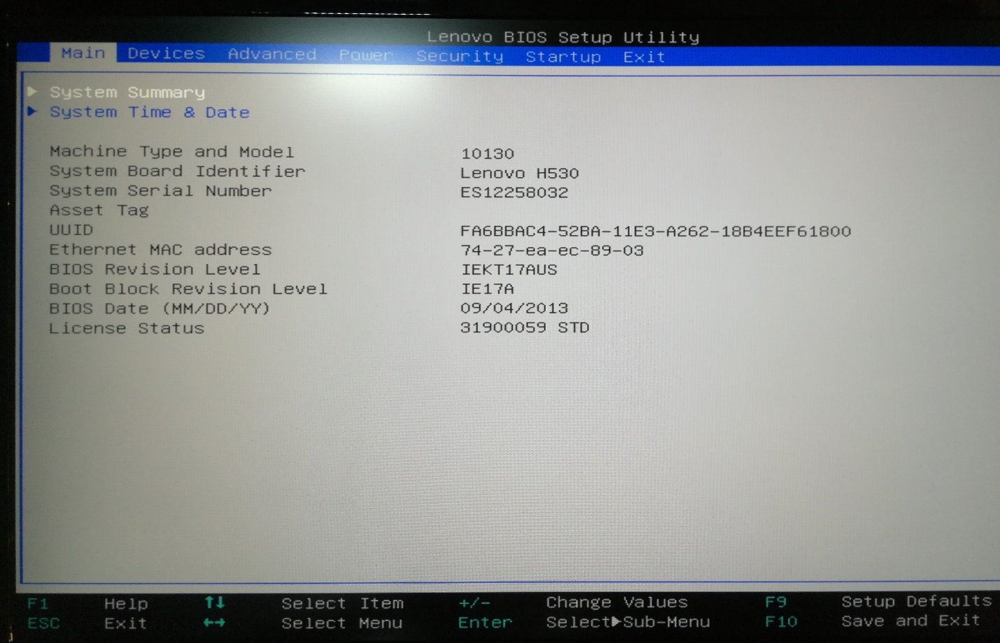 Lenovo BIOS Setup Utility
Main Devices Advanced Power Security Startup Exit
System Summary
System Time & Date
Machine Type and Model 10130
System Board Identifier Lenovo H530
System Serial Number ES12258032
Asset Tag
UUID FA6BBAC4-52BA-11E3-A262-18B4EEF61800
Ethernet MAC address 74-27-ea-ec-89-03
BIOS Revision Level IEKT17AUS
Boot Block Revision Level IE17A
BIOS Date (MM/DD/YY) 09/04/2013
License Status 31900059 STD
F1 Help ↑↓ Select Item +/- Change Values F9 Setup Defaults
ESC Exit ←→ Select Menu Enter Select▶Sub-Menu F10 Save and Exit